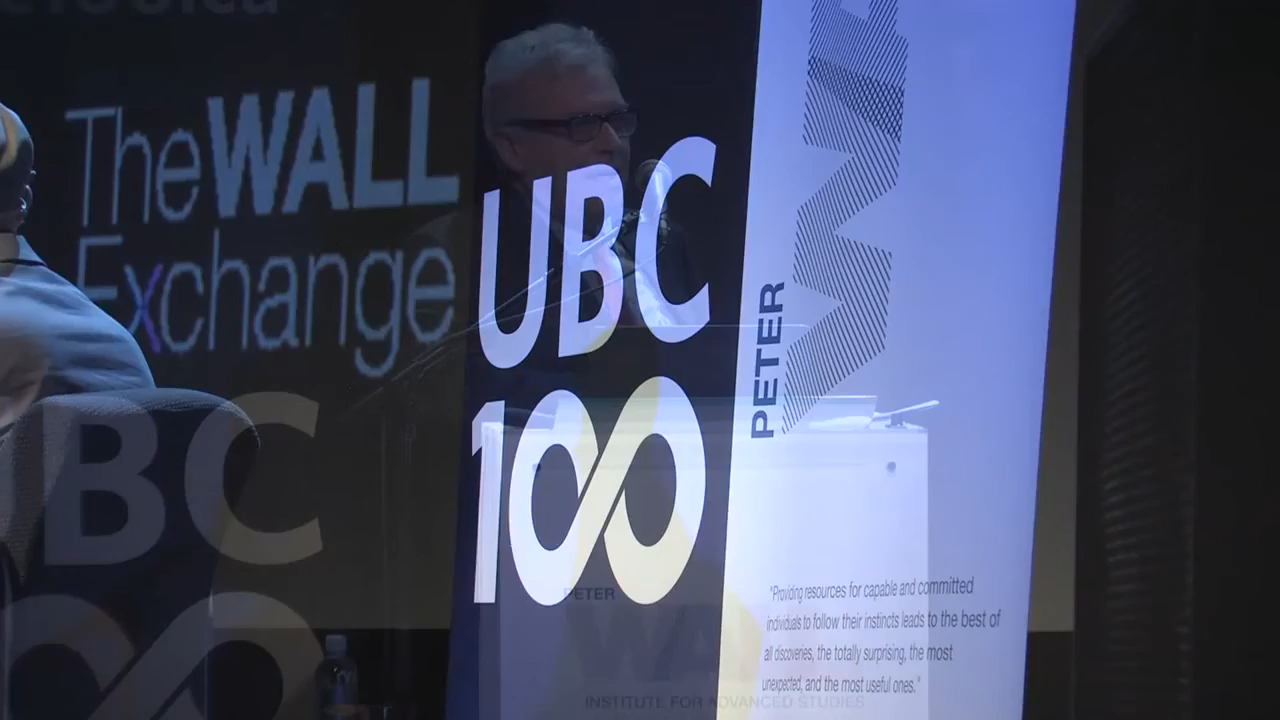 The WALL
Exchange
UBC
100
BC
PETER
"Providing resources for capable and committed
individuals to follow their instincts leads to the best of
all discoveries, the totally surprising, the most
unexpected, and the most useful ones."
PETER
WA
INSTITUTE FOR ADVANCED STUDIES